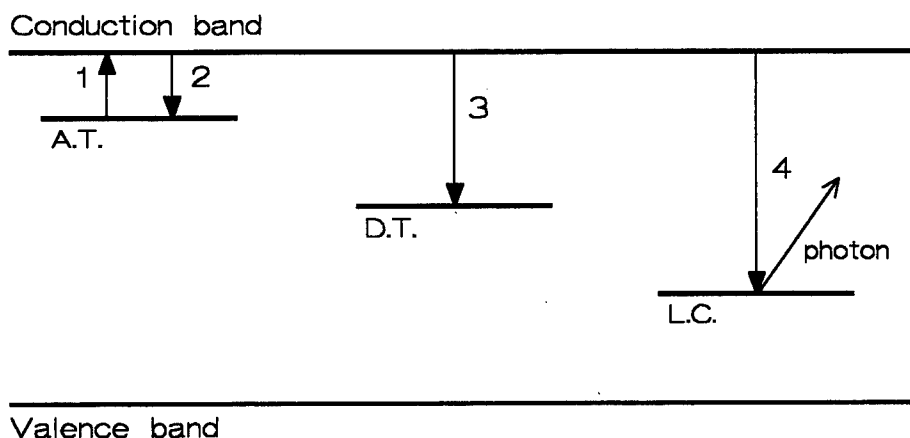 Conduction band
1
2
A.T.
3
D.T.
4
photon
L.C.
Valence band